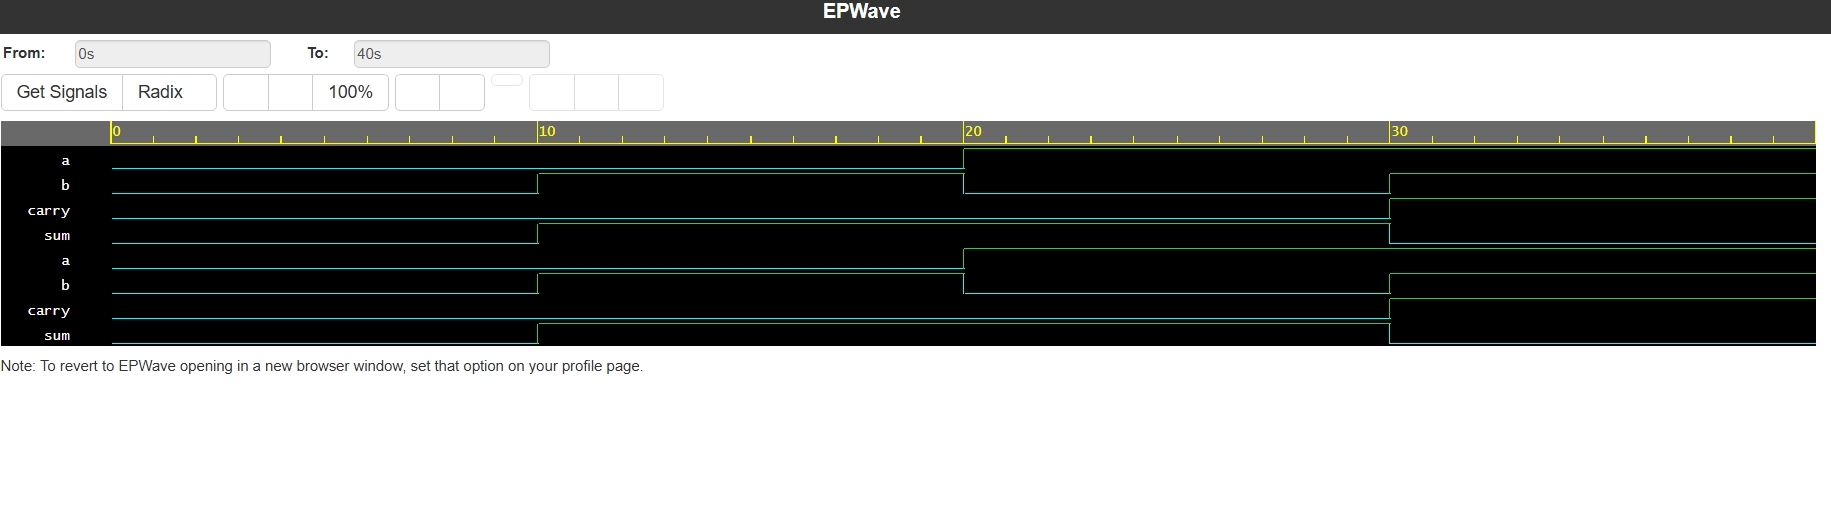 EPWave
From: 0s To: 40s
Get Signals Radix 100%
0 10 20 30
a
b
carry
sum
a
b
carry
sum
Note: To revert to EPWave opening in a new browser window, set that option on your profile page.